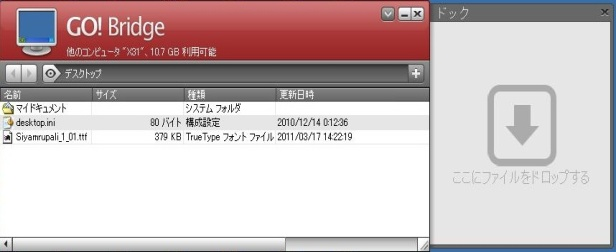 GO! Bridge
他のコンピュータ "X31"、10.7 GB 利用可能
デスクトップ
名前 サイズ 種類 更新日時
マイドキュメント システム フォルダ
desktop.ini 80 バイト 構成設定 2010/12/14 0:12:36
Siyamrupali_1_01.ttf 379 KB TrueType フォント ファイル 2011/03/17 14:22:19
ドック
ここにファイルをドロップする